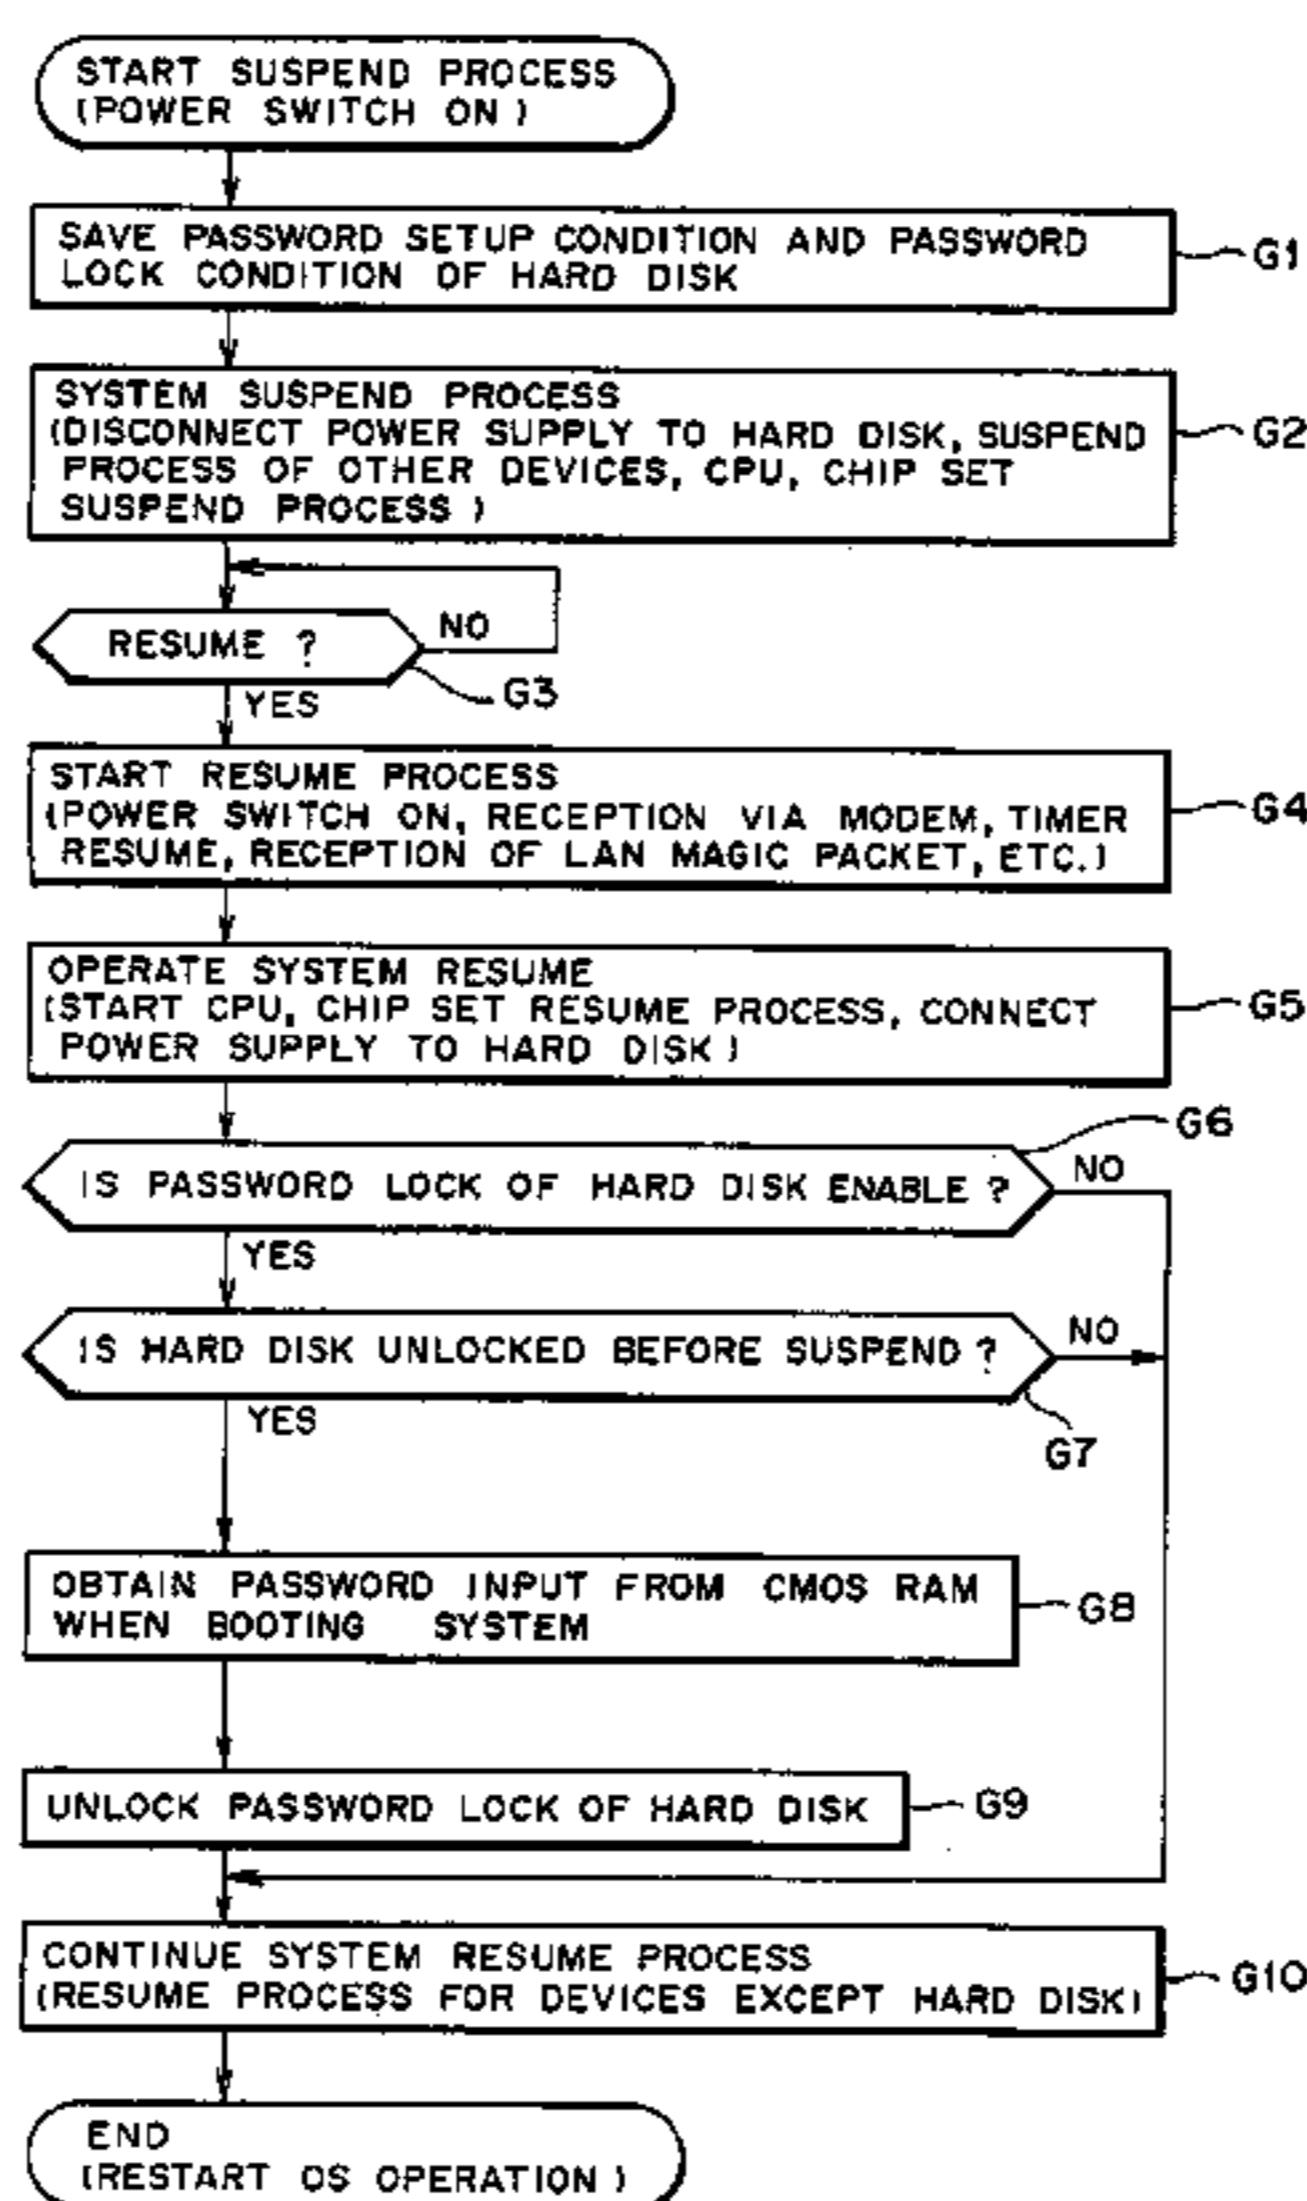 START SUSPEND PROCESS
(POWER SWITCH ON)
SAVE PASSWORD SETUP CONDITION AND PASSWORD
LOCK CONDITION OF HARD DISK
G1
SYSTEM SUSPEND PROCESS
(DISCONNECT POWER SUPPLY TO HARD DISK, SUSPEND
PROCESS OF OTHER DEVICES, CPU, CHIP SET
SUSPEND PROCESS)
G2
RESUME ?
NO
G3
YES
START RESUME PROCESS
(POWER SWITCH ON, RECEPTION VIA MODEM, TIMER
RESUME, RECEPTION OF LAN MAGIC PACKET, ETC.)
G4
OPERATE SYSTEM RESUME
(START CPU, CHIP SET RESUME PROCESS, CONNECT
POWER SUPPLY TO HARD DISK)
G5
G6
IS PASSWORD LOCK OF HARD DISK ENABLE ?
NO
YES
IS HARD DISK UNLOCKED BEFORE SUSPEND ?
NO
YES
G7
OBTAIN PASSWORD INPUT FROM CMOS RAM
WHEN BOOTING SYSTEM
G8
UNLOCK PASSWORD LOCK OF HARD DISK
G9
CONTINUE SYSTEM RESUME PROCESS
(RESUME PROCESS FOR DEVICES EXCEPT HARD DISK)
G10
END
(RESTART OS OPERATION)